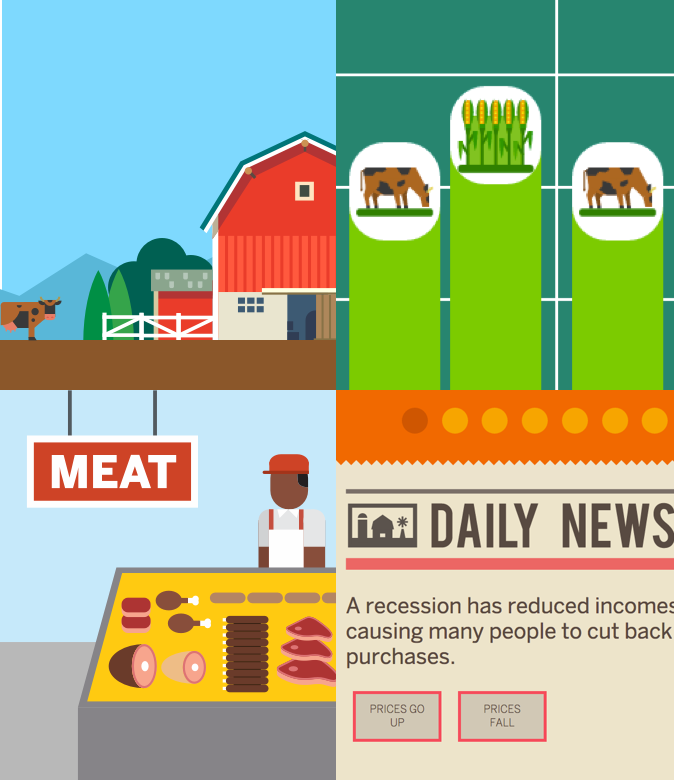 MEAT
DAILY NEWS
A recession has reduced incomes
causing many people to cut back
purchases.
PRICES GO
UP
PRICES
FALL